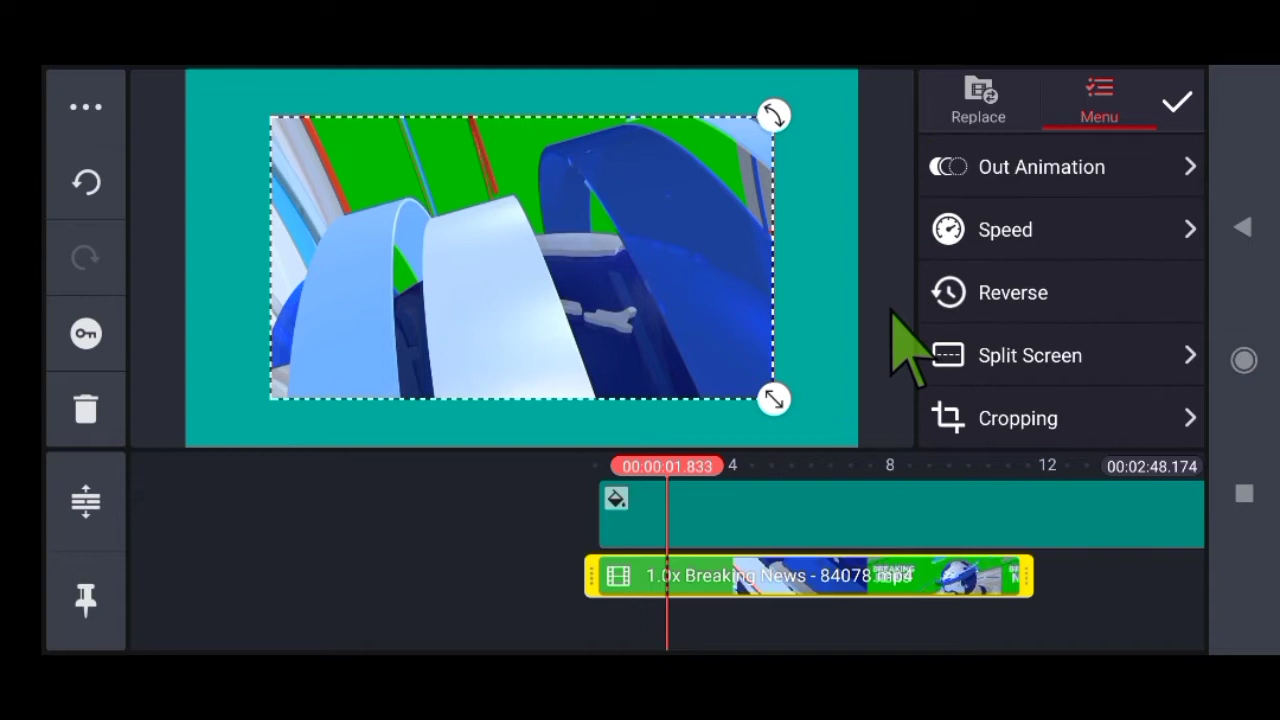 Replace
Menu
Out Animation
Speed
Reverse
Split Screen
Cropping
00:00:01.833
4
8
12
00:02:48.174
1.0x Breaking News - 84078.mp4
BREAKING